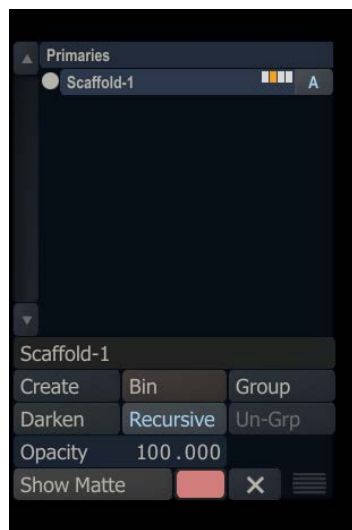 Primaries
Scaffold-1 A
Scaffold-1
Create Bin Group
Darken Recursive Un-Grp
Opacity 100.000
Show Matte ✕